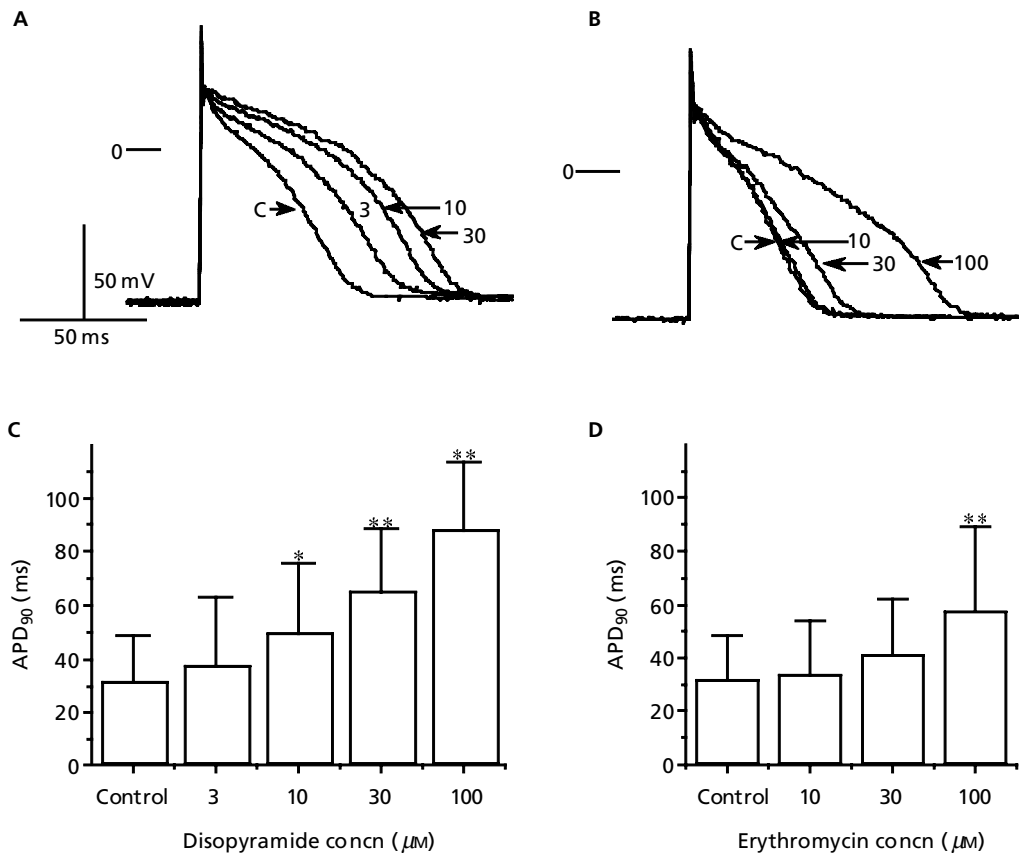 A
0
C
3
10
30
50 mV
50 ms
B
0
C
10
30
100
C
APD90 (ms)
100
80
60
40
20
0
*
**
**
Control 3 10 30 100
Disopyramide concn (μM)
D
APD90 (ms)
100
80
60
40
20
0
**
Control 10 30 100
Erythromycin concn (μM)